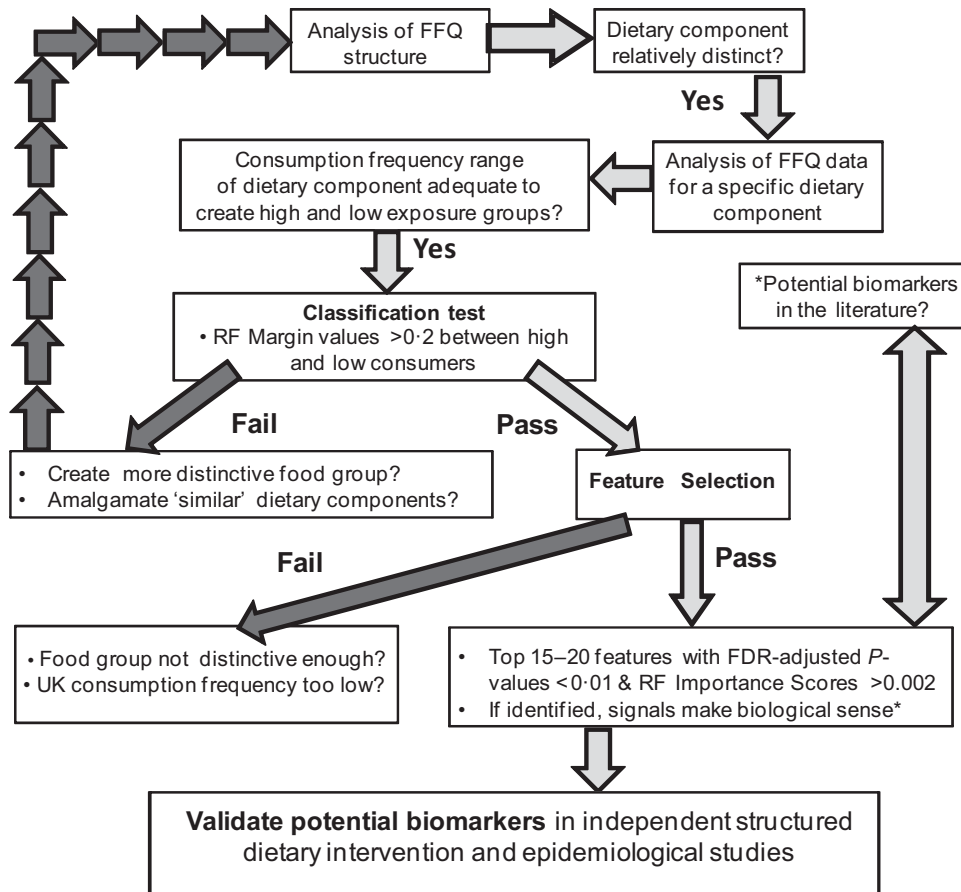 Analysis of FFQ
structure
Dietary component
relatively distinct?
Yes
Analysis of FFQ data
for a specific dietary
component
Consumption frequency range
of dietary component adequate to
create high and low exposure groups?
Yes
*Potential biomarkers
in the literature?
Classification test
• RF Margin values >0·2 between high
and low consumers
Fail
Pass
• Create more distinctive food group?
• Amalgamate ‘similar’ dietary components?
Feature Selection
Fail
Pass
• Food group not distinctive enough?
• UK consumption frequency too low?
• Top 15–20 features with FDR-adjusted P-
values <0·01 & RF Importance Scores >0.002
• If identified, signals make biological sense*
Validate potential biomarkers in independent structured
dietary intervention and epidemiological studies